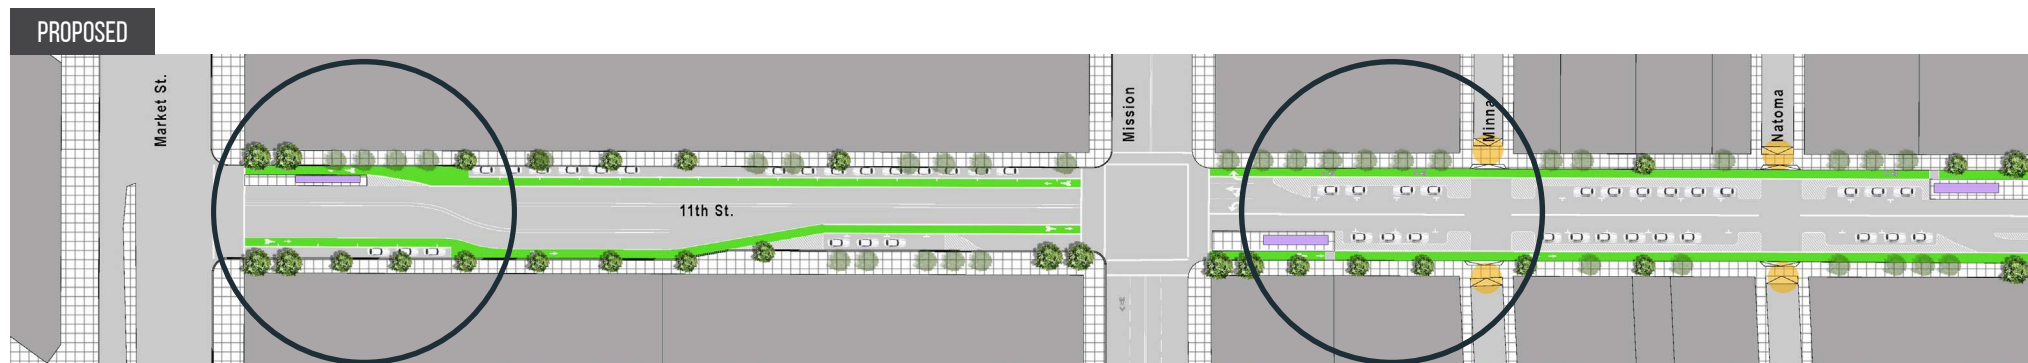 PROPOSED
Market St.
11th St.
Mission
Minna
Natoma